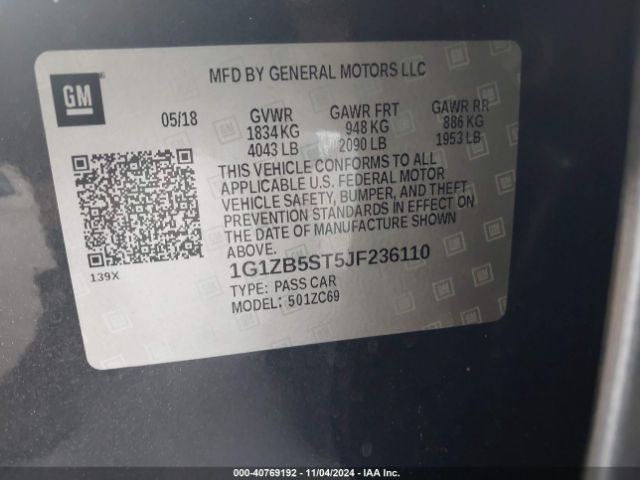 GM
MFD BY GENERAL MOTORS LLC
05/18 GVWR GAWR FRT GAWR RR
1834 KG 948 KG 886 KG
4043 LB 2090 LB 1953 LB
THIS VEHICLE CONFORMS TO ALL
APPLICABLE U.S. FEDERAL MOTOR
VEHICLE SAFETY, BUMPER, AND THEFT
PREVENTION STANDARDS IN EFFECT ON
THE DATE OF MANUFACTURE SHOWN
ABOVE.
139X
1G1ZB5ST5JF236110
TYPE: PASS CAR
MODEL: 501ZC69
000-40769192 - 11/04/2024 - IAA Inc.